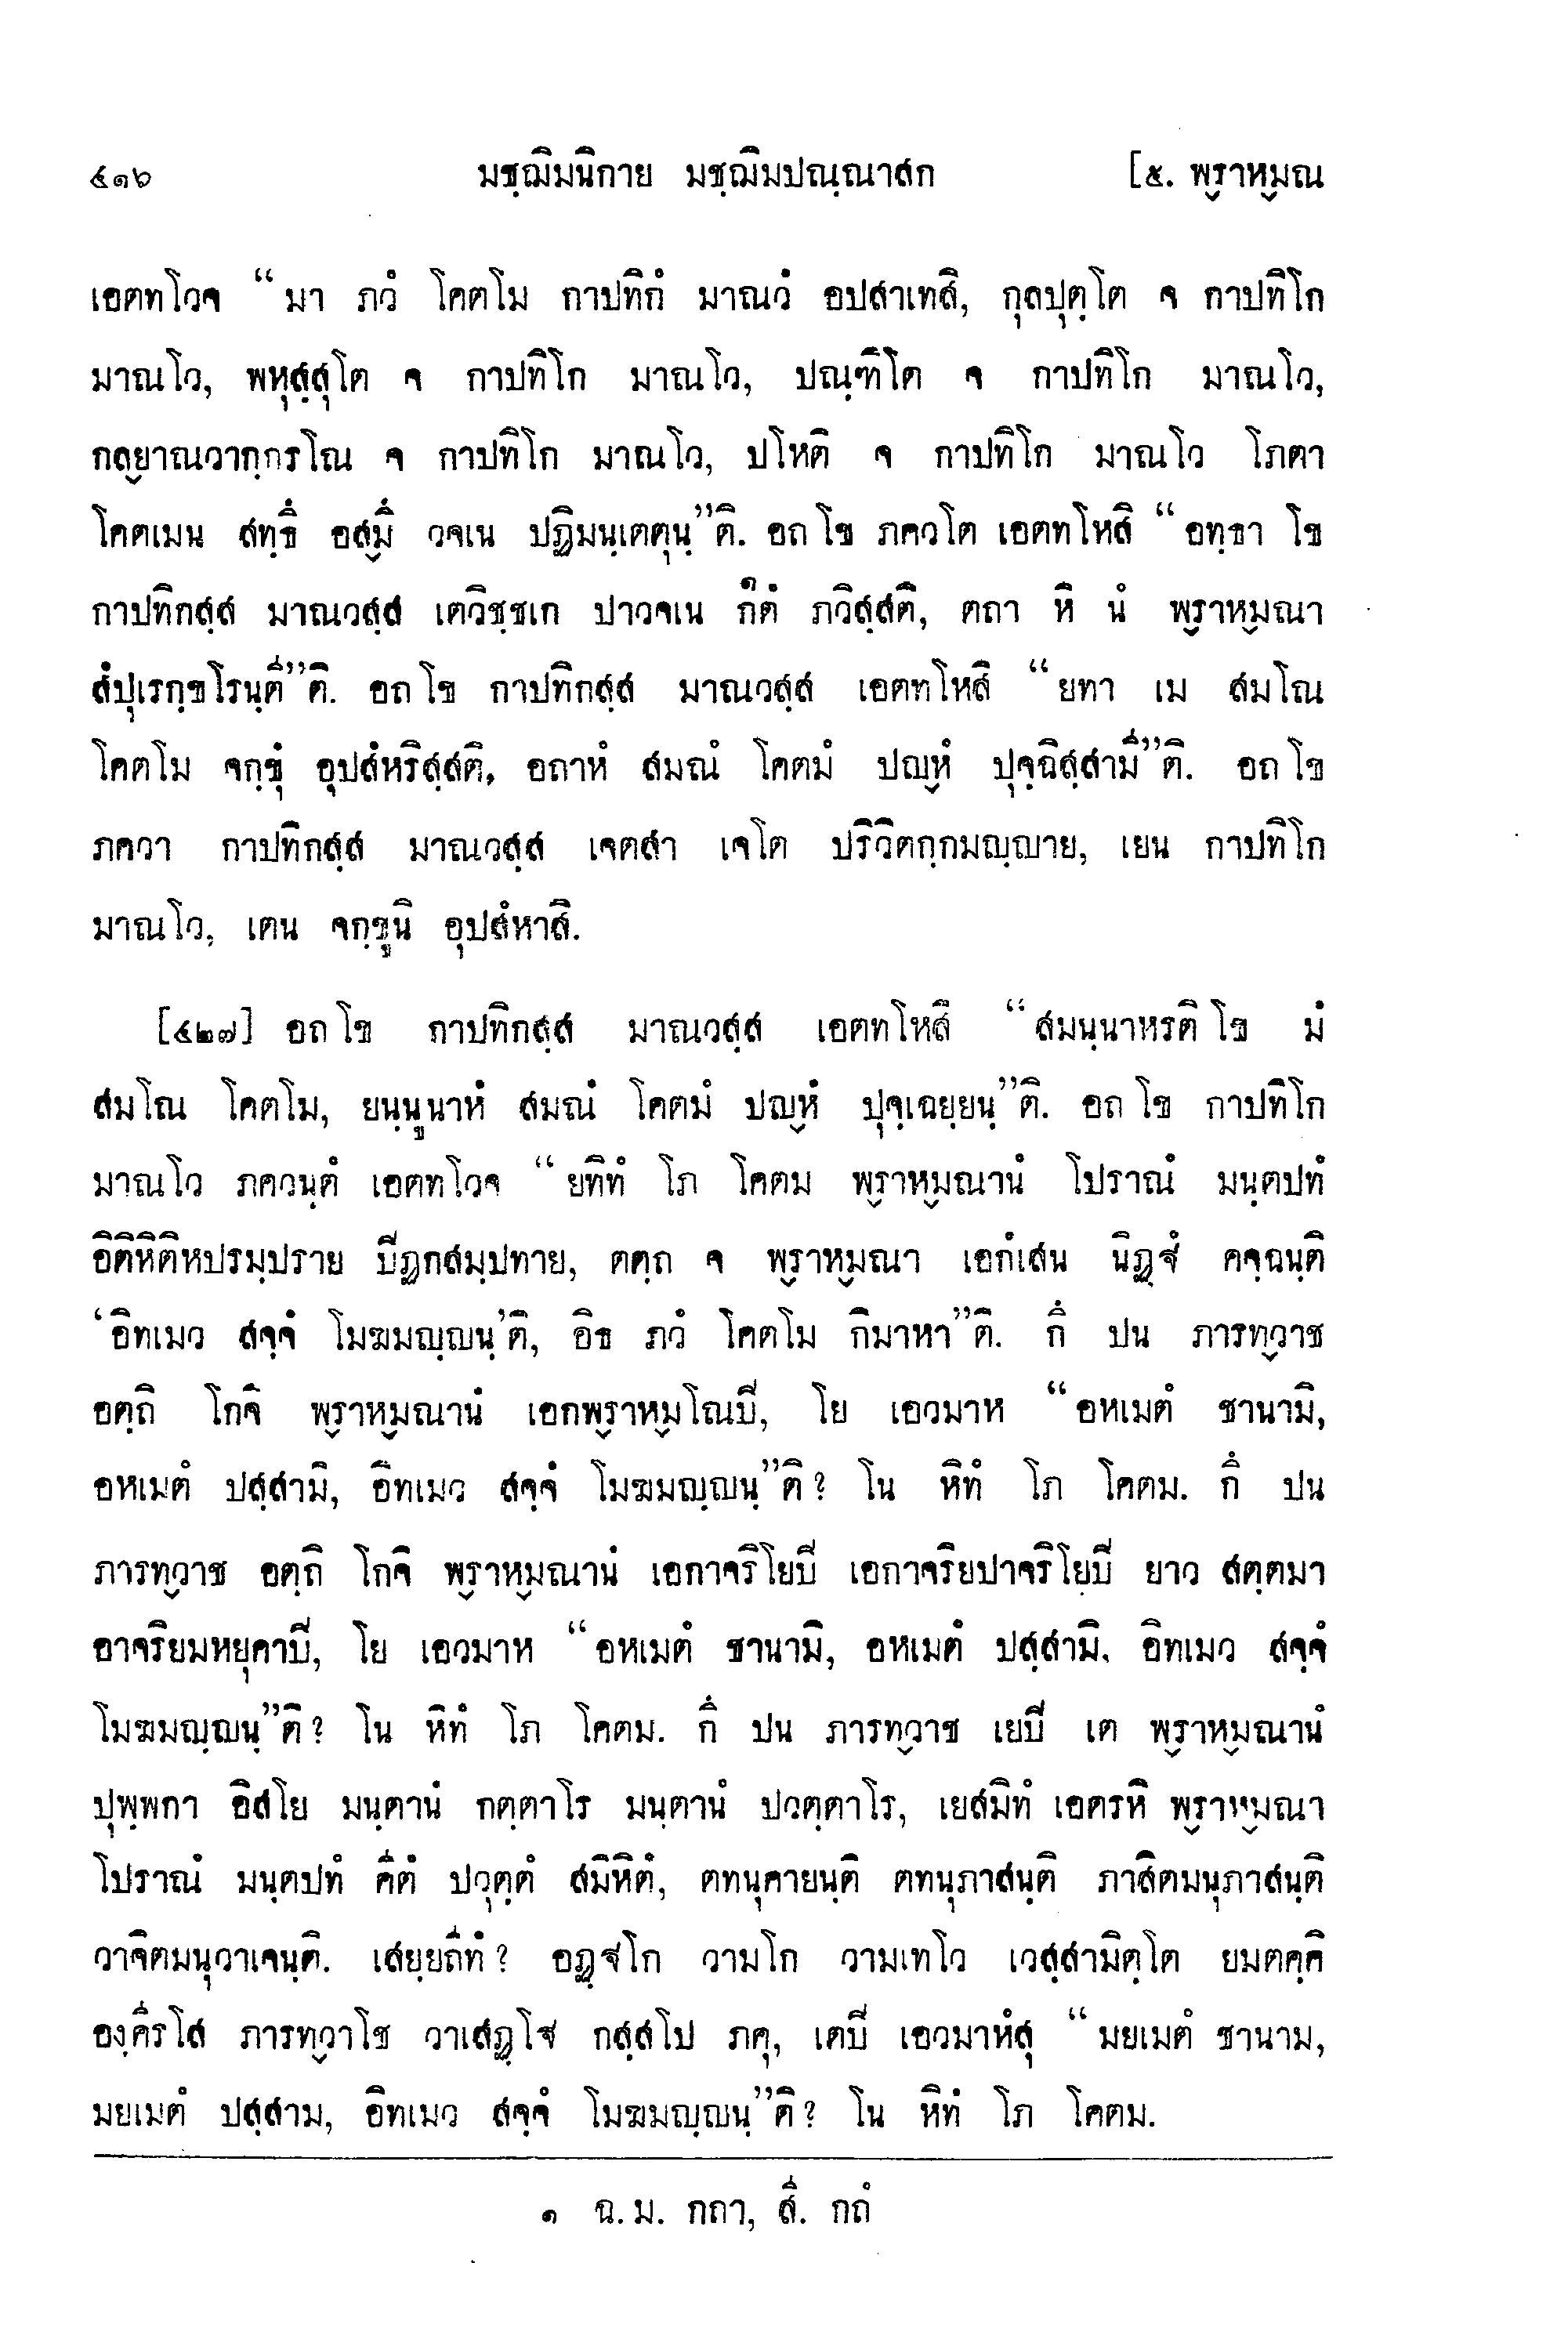 ๔๑๖ มชฺฌิมนิกาย มชฺฌิมปณฺณาสก [๕. พฺราหฺมณ
เอตทโวจ “มา ภวํ โคตโม กาปทิกํ มาณวํ อปสาเทสิ, กุลปุตฺโต จ กาปทิโก
มาณโว, พหุสฺสุโต จ กาปทิโก มาณโว, ปณฺฑิโต จ กาปทิโก มาณโว,
กลฺยาณวากฺกรโณ จ กาปทิโก มาณโว, ปโหติ จ กาปทิโก มาณโว โภตา
โคตเมน สทฺธึ อสฺมึ วจเน ปฏิมนฺเตตุนฺ”ติ. อถ โข ภควโต เอตทโหสิ “อทฺธา โข
กาปทิกสฺส มาณวสฺส เตวิชฺชเก ปาวจเน กิ๑ตํ ภวิสฺสติ, ตถา หิ นํ พฺราหฺมณา
สํปุเรกฺขโรนฺตี”ติ. อถ โข กาปทิกสฺส มาณวสฺส เอตทโหสิ “ยทา เม สมโณ
โคตโม จกฺขุํ อุปสํหริสฺสติ, อถาหํ สมณํ โคตมํ ปญฺหํ ปุจฺฉิสฺสามี”ติ. อถ โข
ภควา กาปทิกสฺส มาณวสฺส เจตสา เจโต ปริวิตกฺกมญฺญาย, เยน กาปทิโก
มาณโว, เตน จกฺขูนิ อุปสํหาสิ.
[๔๒๗] อถ โข กาปทิกสฺส มาณวสฺส เอตทโหสิ “สมนฺนาหรติ โข มํ
สมโณ โคตโม, ยนฺนูนาหํ สมณํ โคตมํ ปญฺหํ ปุจฺเฉยฺยนฺ”ติ. อถ โข กาปทิโก
มาณโว ภควนฺตํ เอตทโวจ “ยทิทํ โภ โคตม พฺราหฺมณานํ โปราณํ มนฺตปทํ
อิติหิติหปรมฺปราย ปิฏกสมฺปทาย, ตตฺถ จ พฺราหฺมณา เอกํเสน นิฏฺฐํ คจฺฉนฺติ
‘อิทเมว สจฺจํ โมฆมญฺญนฺ’ติ, อิธ ภวํ โคตโม กิมาหา”ติ. กึ ปน ภารทฺวาช
อตฺถิ โกจิ พฺราหฺมณานํ เอกพฺราหฺมโณปิ, โย เอวมาห “อหเมตํ ชานามิ,
อหเมตํ ปสฺสามิ, อิทเมว สจฺจํ โมฆมญฺญนฺ”ติ? โน หิทํ โภ โคตม. กึ ปน
ภารทฺวาช อตฺถิ โกจิ พฺราหฺมณานํ เอกาจริโยปิ เอกาจริยปาจริโยปิ ยาว สตฺตมา
อาจริยมหยุคาปิ, โย เอวมาห “อหเมตํ ชานามิ, อหเมตํ ปสฺสามิ, อิทเมว สจฺจํ
โมฆมญฺญนฺ”ติ? โน หิทํ โภ โคตม. กึ ปน ภารทฺวาช เยปิ เต พฺราหฺมณานํ
ปุพฺพกา อิสโย มนฺตานํ กตฺตาโร มนฺตานํ ปวตฺตาโร, เยสมิทํ เอตรหิ พฺราหฺมณา
โปราณํ มนฺตปทํ คีตํ ปวุตฺตํ สมิหิตํ, ตทนุคายนฺติ ตทนุภาสนฺติ ภาสิตมนุภาสนฺติ
วาจิตมนุวาเจนฺติ. เสยฺยถีทํ? อฏฺฐโก วามโก วามเทโว เวสฺสามิตฺโต ยมตคฺคิ
องฺคีรโส ภารทฺวาโช วาเสฏฺโฐ กสฺสโป ภคุ, เตปิ เอวมาหํสุ “มยเมตํ ชานาม,
มยเมตํ ปสฺสาม, อิทเมว สจฺจํ โมฆมญฺญนฺ”ติ? โน หิทํ โภ โคตม.
๑ ฉ.ม. กถา, สี. กถํ